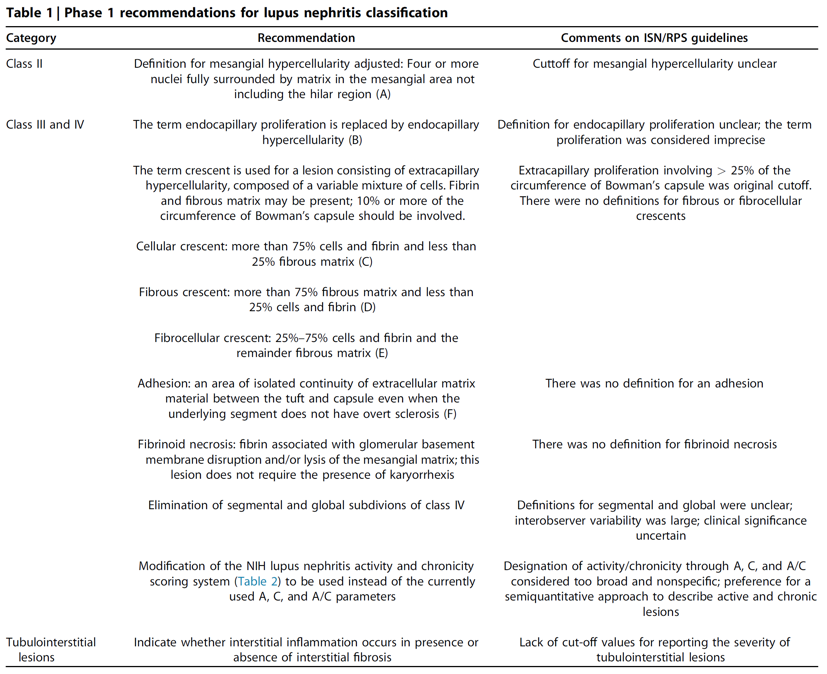 Table 1 | Phase 1 recommendations for lupus nephritis classification
Category Recommendation Comments on ISN/RPS guidelines
Class II Definition for mesangial hypercellularity adjusted: Four or more Cuttoff for mesangial hypercellularity unclear
nuclei fully surrounded by matrix in the mesangial area not
including the hilar region (A)
Class III and IV The term endocapillary proliferation is replaced by endocapillary Definition for endocapillary proliferation unclear; the term
hypercellularity (B) proliferation was considered imprecise
The term crescent is used for a lesion consisting of extracapillary Extracapillary proliferation involving > 25% of the
hypercellularity, composed of a variable mixture of cells. Fibrin circumference of Bowman's capsule was original cutoff.
and fibrous matrix may be present; 10% or more of the There were no definitions for fibrous or fibrocellular
circumference of Bowman's capsule should be involved. crescents
Cellular crescent: more than 75% cells and fibrin and less than
25% fibrous matrix (C)
Fibrous crescent: more than 75% fibrous matrix and less than
25% cells and fibrin (D)
Fibrocellular crescent: 25%–75% cells and fibrin and the
remainder fibrous matrix (E)
Adhesion: an area of isolated continuity of extracellular matrix There was no definition for an adhesion
material between the tuft and capsule even when the
underlying segment does not have overt sclerosis (F)
Fibrinoid necrosis: fibrin associated with glomerular basement There was no definition for fibrinoid necrosis
membrane disruption and/or lysis of the mesangial matrix; this
lesion does not require the presence of karyorrhexis
Elimination of segmental and global subdivions of class IV Definitions for segmental and global were unclear;
interobserver variability was large; clinical significance
uncertain
Modification of the NIH lupus nephritis activity and chronicity Designation of activity/chronicity through A, C, and A/C
scoring system (Table 2) to be used instead of the currently considered too broad and nonspecific; preference for a
used A, C, and A/C parameters semiquantitative approach to describe active and chronic
lesions
Tubulointerstitial Indicate whether interstitial inflammation occurs in presence or Lack of cut-off values for reporting the severity of
lesions absence of interstitial fibrosis tubulointerstitial lesions